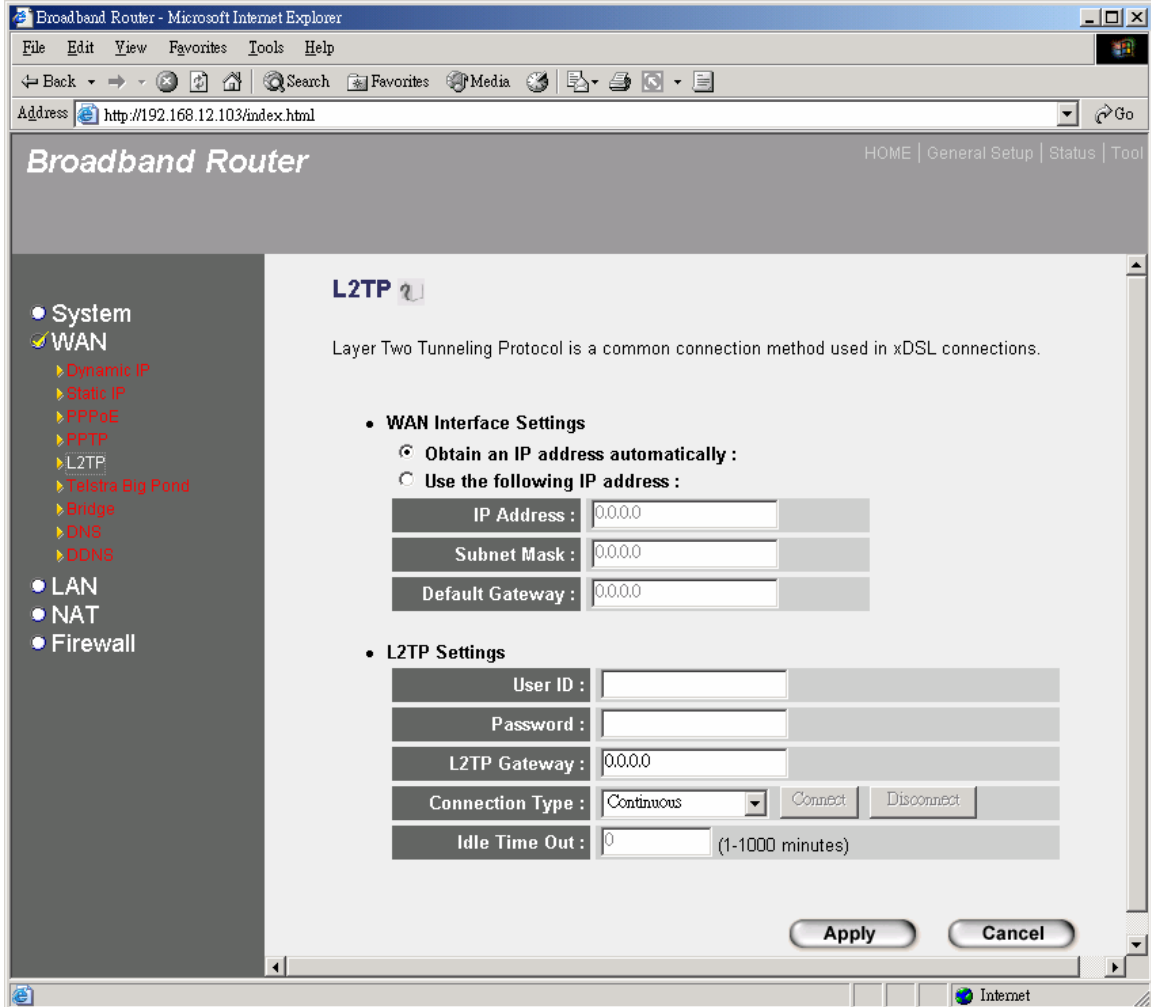 Broadband Router - Microsoft Internet Explorer
File Edit View Favorites Tools Help
Back Search Favorites Media
Address http://192.168.12.103/index.html Go
Broadband Router
HOME | General Setup | Status | Tool
System
WAN
Dynamic IP
Static IP
PPPoE
PPTP
L2TP
Telstra Big Pond
Bridge
DNS
DDNS
LAN
NAT
Firewall
L2TP
Layer Two Tunneling Protocol is a common connection method used in xDSL connections.
WAN Interface Settings
Obtain an IP address automatically :
Use the following IP address :
IP Address : 0.0.0.0
Subnet Mask : 0.0.0.0
Default Gateway : 0.0.0.0
L2TP Settings
User ID :
Password :
L2TP Gateway : 0.0.0.0
Connection Type : Continuous Connect Disconnect
Idle Time Out : 0 (1-1000 minutes)
Apply Cancel
Internet